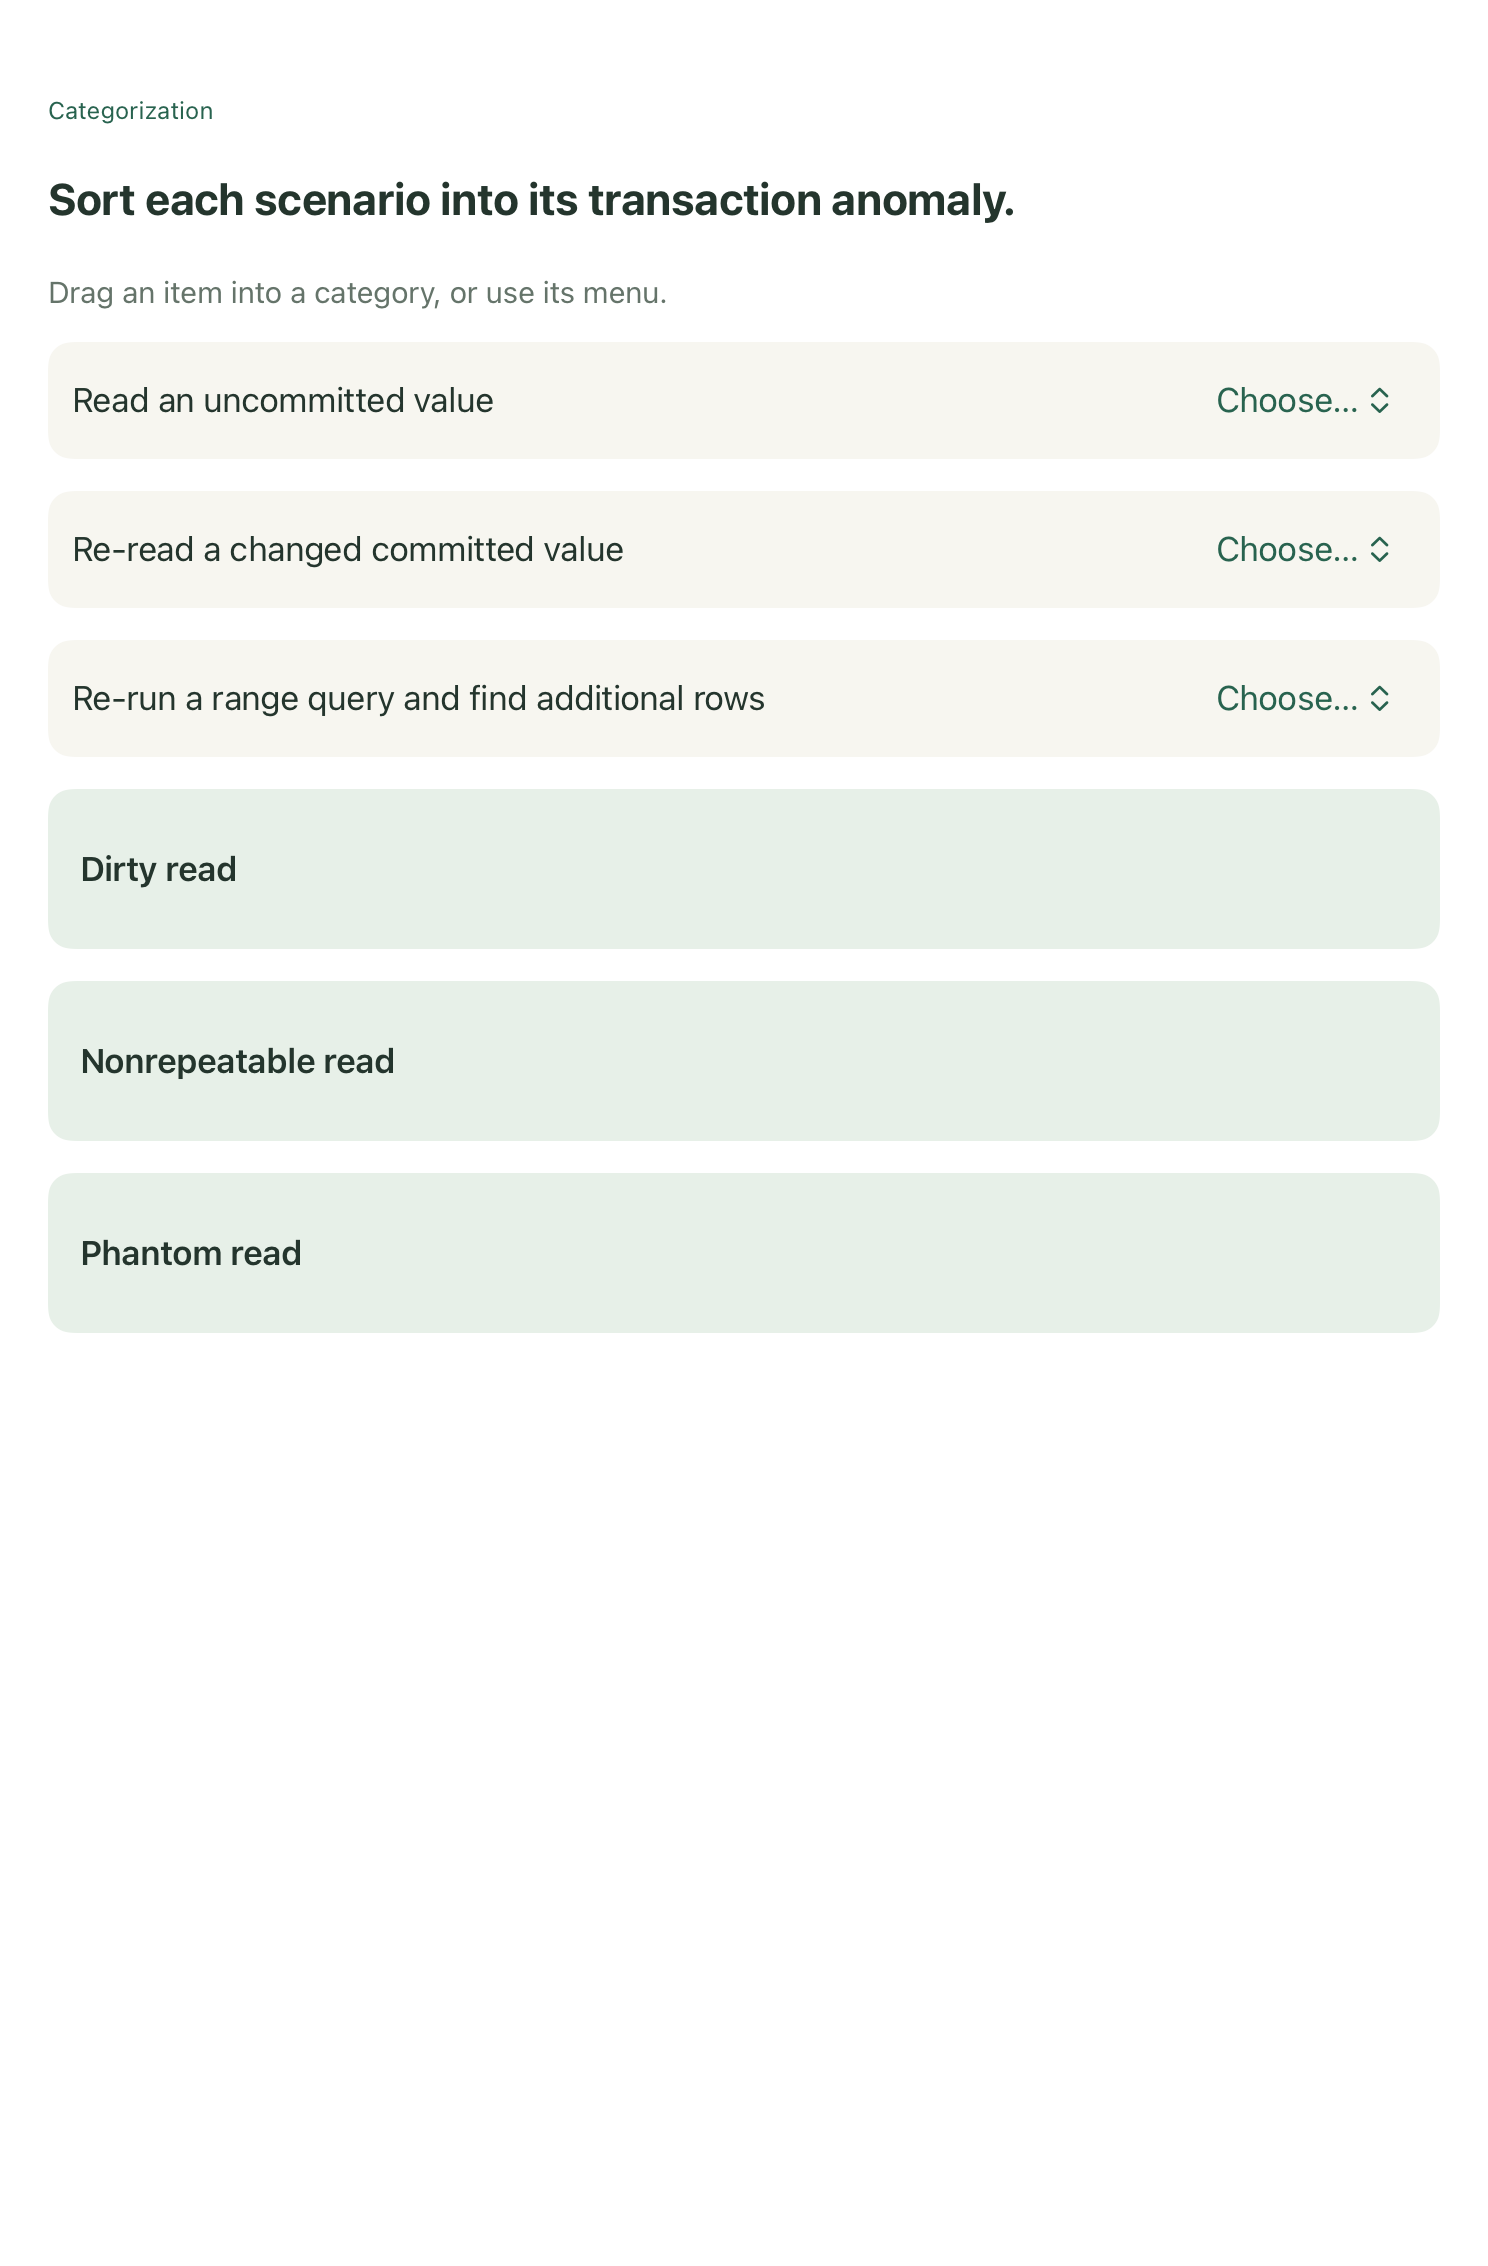 Categorization
Sort each scenario into its transaction anomaly.
Drag an item into a category, or use its menu.
Read an uncommitted value Choose...
Re-read a changed committed value Choose...
Re-run a range query and find additional rows Choose...
Dirty read
Nonrepeatable read
Phantom read